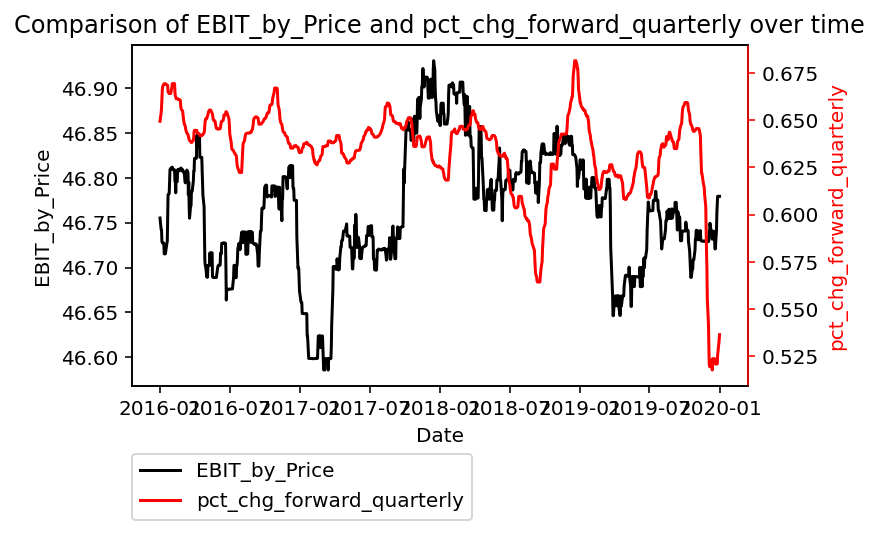 Comparison of EBIT_by_Price and pct_chg_forward_quarterly over time
46.90
46.85
46.80
46.75
46.70
46.65
46.60
EBIT_by_Price
0.675
0.650
0.625
0.600
0.575
0.550
0.525
pct_chg_forward_quarterly
2016-01 2016-07 2017-01 2017-07 2018-01 2018-07 2019-01 2019-07 2020-01
Date
EBIT_by_Price
pct_chg_forward_quarterly